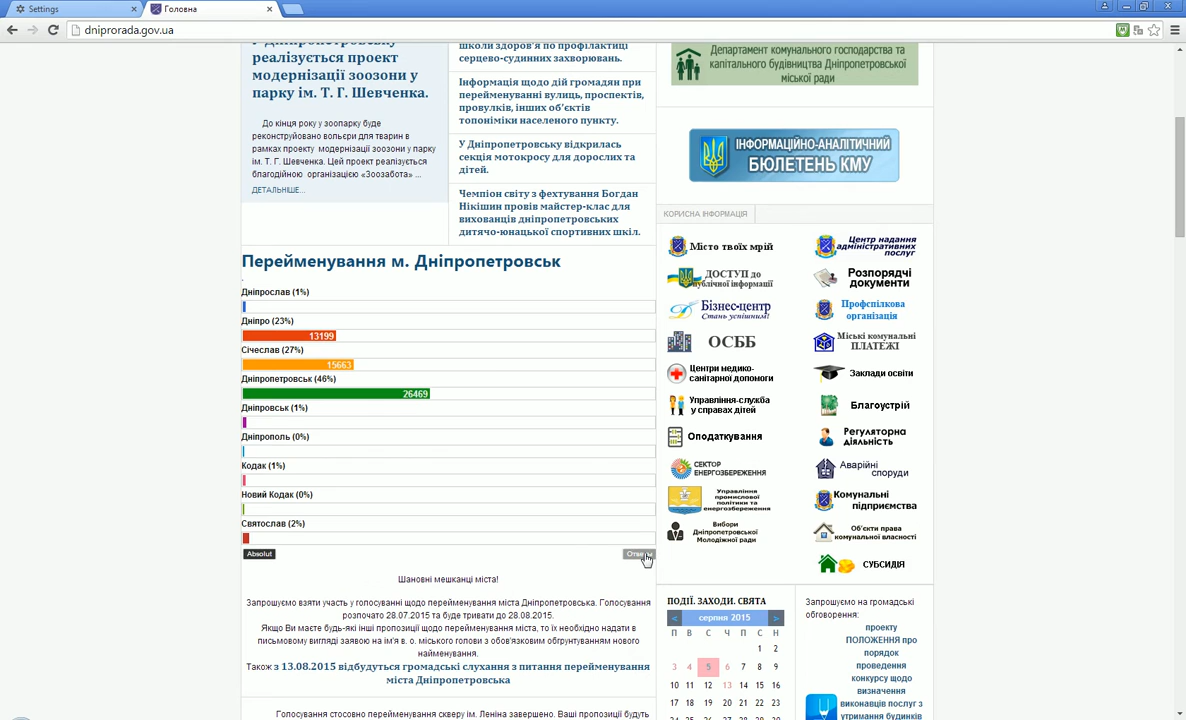 Settings
Головна
dniprorada.gov.ua
реалізується проект
модернізації зоозони у
парку ім. Т. Г. Шевченка.
До кінця року у зоопарку буде
реконструйовано вольєри для тварин в
рамках проекту модернізації зоозони у парку
ім. Т. Г. Шевченка. Цей проект реалізується
благодійною організацією «Зоозабота» ...
ДЕТАЛЬНІШЕ...
школи здоров'я по профілактиці
серцево-судинних захворювань.
Інформація щодо дій громадян при
перейменуванні вулиць, проспектів,
провулків, інших об'єктів
топоніміки населеного пункту.
У Дніпропетровську відкрилась
секція мотокросу для дорослих та
дітей.
Чемпіон світу з фехтування Богдан
Нікішин провів майстер-клас для
вихованців дніпропетровських
дитячо-юнацької спортивних шкіл.
Перейменування м. Дніпропетровськ
Дніпрослав (1%)
Дніпро (23%)
13199
Січеслав (27%)
15663
Дніпропетровськ (46%)
26469
Дніпровськ (1%)
Дніпрополь (0%)
Кодак (1%)
Новий Кодак (0%)
Святослав (2%)
Absolut
Шановні мешканці міста!
Запрошуємо взяти участь у голосуванні щодо перейменування міста Дніпропетровська. Голосування
розпочато 28.07.2015 та буде тривати до 28.08.2015.
Якщо Ви маєте будь-які інші пропозиції щодо перейменування міста, то їх необхідно надати в
письмовому вигляді заявою на ім'я в. о. міського голови з обов'язковим обґрунтуванням нового
найменування.
Також з 13.08.2015 відбудуться громадські слухання з питання перейменування
міста Дніпропетровська
Голосування стосовно перейменування скверу ім. Леніна завершено. Ваші пропозиції будуть
Департамент комунального господарства та
капітального будівництва Дніпропетровської
міської ради
ІНФОРМАЦІЙНО-АНАЛІТИЧНИЙ
БЮЛЕТЕНЬ КМУ
КОРИСНА ІНФОРМАЦІЯ
Місто твоїх мрій
Центр надання
адміністративних
послуг
ДОСТУП до
публічної інформації
Розпорядчі
документи
Бізнес-центр
Стань успішним!
Профспілкова
організація
ОСББ
Міські комунальні
ПЛАТЕЖІ
Центри медико-
санітарної допомоги
Заклади освіти
Управління-служба
у справах дітей
Благоустрій
Оподаткування
Регуляторна
діяльність
СЕКТОР
ЕНЕРГОЗБЕРЕЖЕННЯ
Аварійні
споруди
Управління
промислової
політики та
енергозбереження
Комунальні
підприємства
Вибори
Дніпропетровської
Молодіжної ради
Об'єкти права
комунальної власності
СУБСИДІЯ
ПОДІЇ. ЗАХОДИ. СВЯТА
< серпня 2015 >
П В С Ч П С Н
1 2
3 4 5 6 7 8 9
10 11 12 13 14 15 16
17 18 19 20 21 22 23
Запрошуємо на громадські
обговорення:
проекту
ПОЛОЖЕННЯ про
порядок
проведення
конкурсу щодо
визначення
виконавців послуг з
утримання будинків